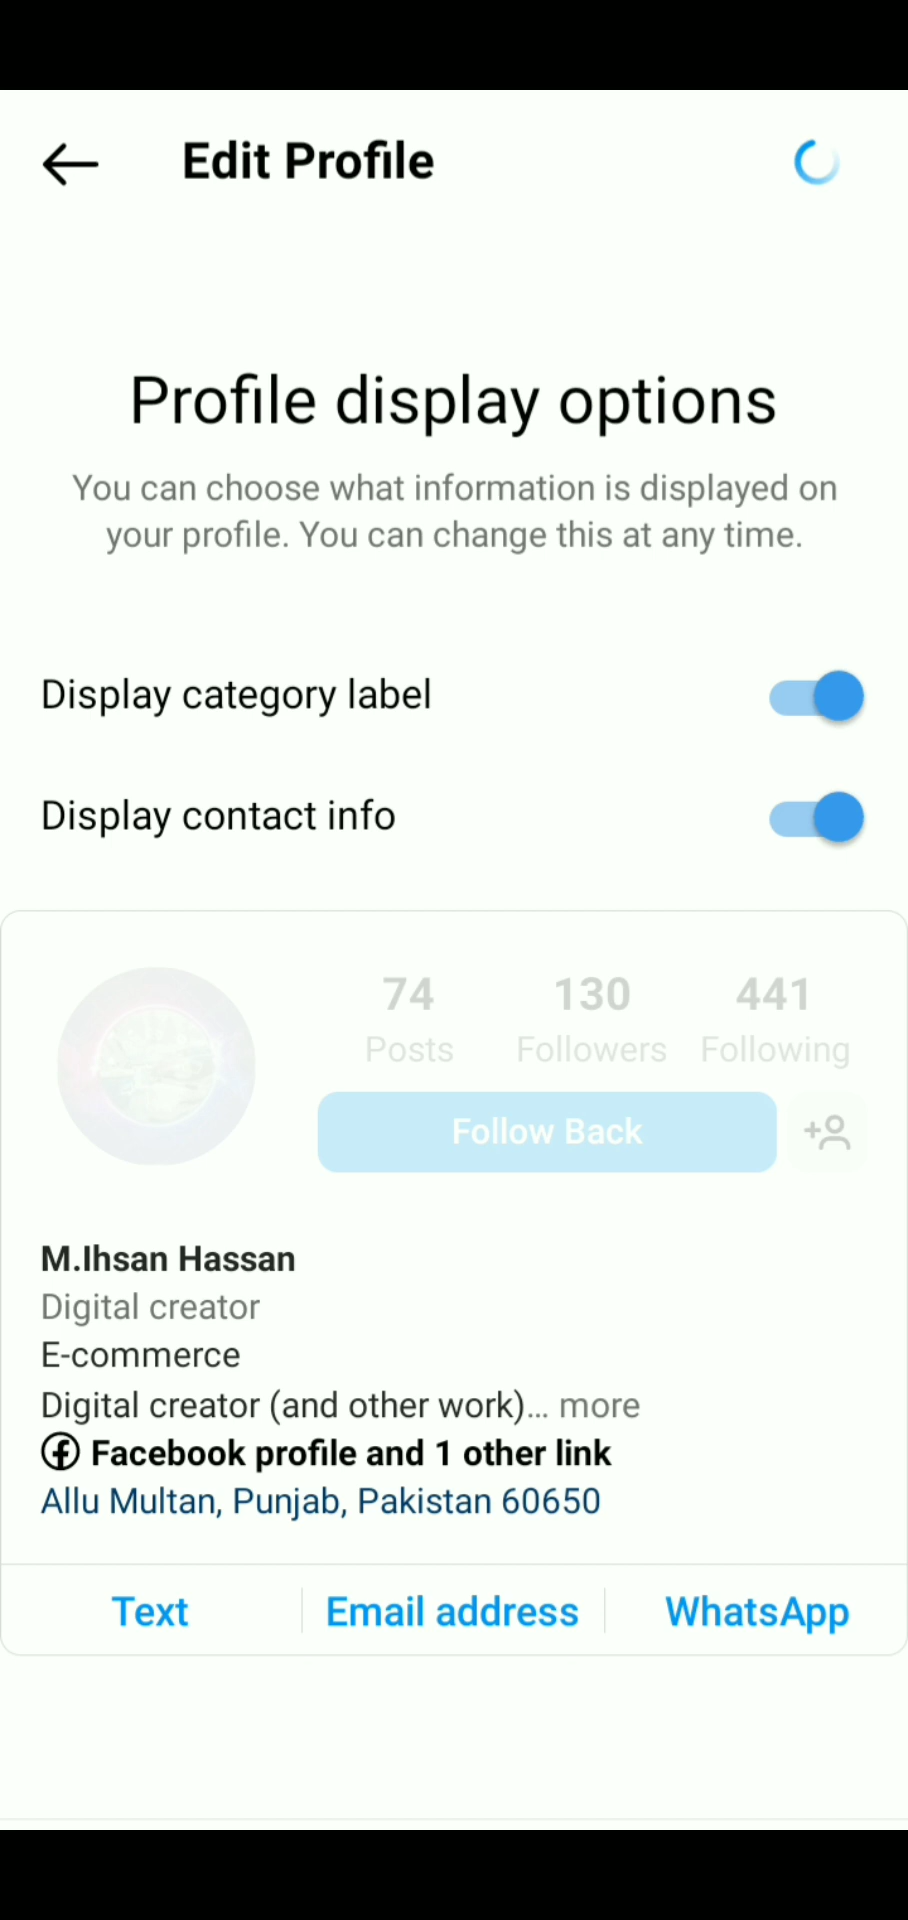 Edit Profile
Profile display options
You can choose what information is displayed on
your profile. You can change this at any time.
Display category label
Display contact info
74 130 441
Posts Followers Following
Follow Back
M.Ihsan Hassan
Digital creator
E-commerce
Digital creator (and other work)... more
Facebook profile and 1 other link
Allu Multan, Punjab, Pakistan 60650
Text Email address WhatsApp